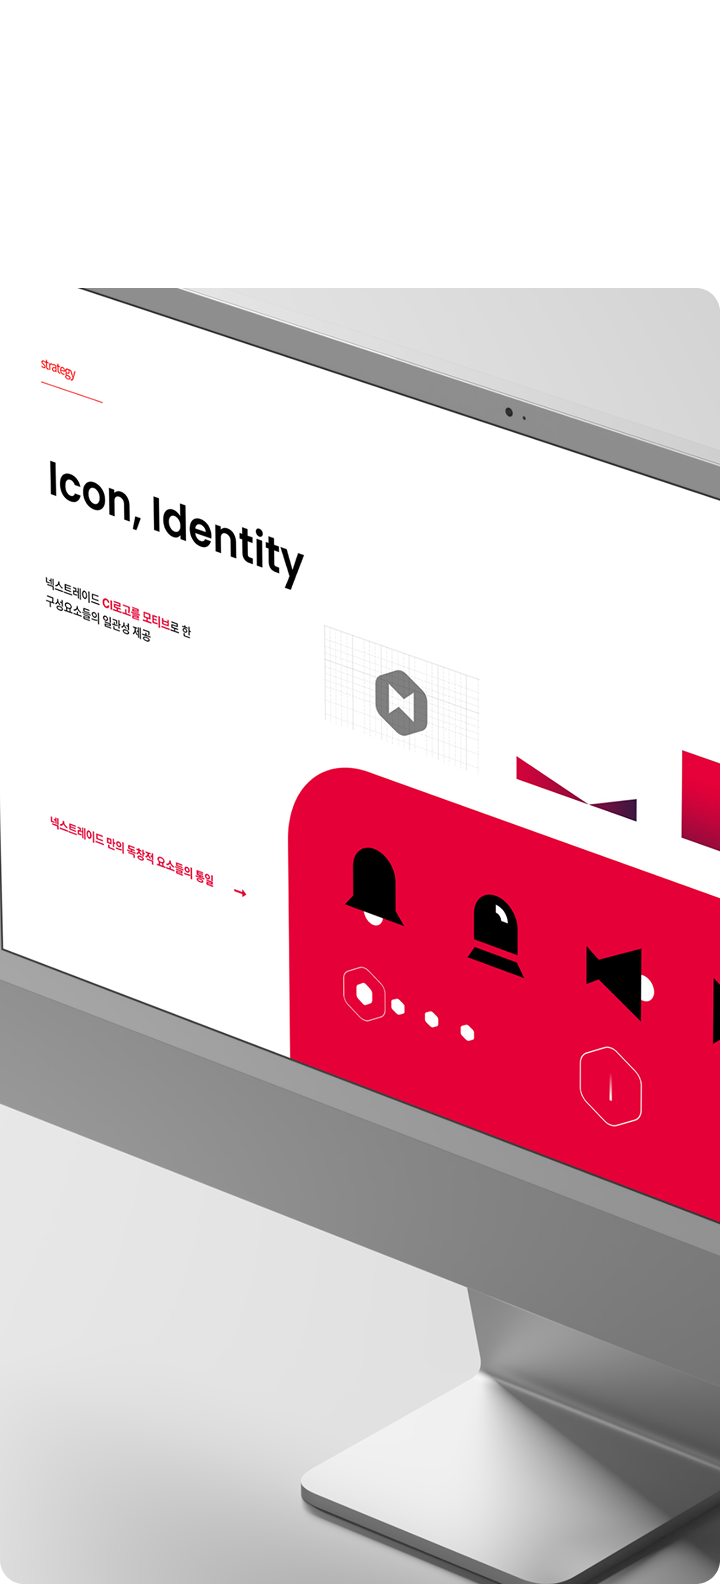 strategy
Icon, Identity
넥스트레이드 CI로고를 모티브로 한
구성요소들의 일관성 제공
넥스트레이드 만의 독창적 요소들의 통일